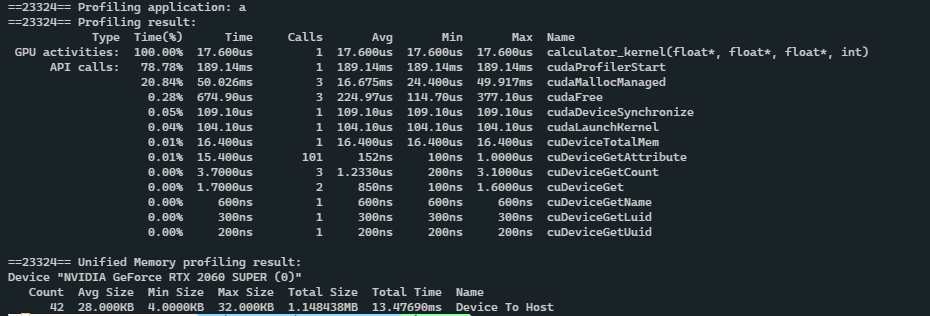 ==23324== Profiling application: a
==23324== Profiling result:
Type Time(%) Time Calls Avg Min Max Name
GPU activities: 100.00% 17.600us 1 17.600us 17.600us 17.600us calculator_kernel(float*, float*, float*, int)
API calls: 78.78% 189.14ms 1 189.14ms 189.14ms 189.14ms cudaProfilerStart
20.84% 50.026ms 3 16.675ms 24.400us 49.917ms cudaMallocManaged
0.28% 674.90us 3 224.97us 114.70us 377.10us cudaFree
0.05% 109.10us 1 109.10us 109.10us 109.10us cudaDeviceSynchronize
0.04% 104.10us 1 104.10us 104.10us 104.10us cudaLaunchKernel
0.01% 16.400us 1 16.400us 16.400us 16.400us cuDeviceTotalMem
0.01% 15.400us 101 152ns 100ns 1.0000us cuDeviceGetAttribute
0.00% 3.7000us 3 1.2330us 200ns 3.1000us cuDeviceGetCount
0.00% 1.7000us 2 850ns 100ns 1.6000us cuDeviceGet
0.00% 600ns 1 600ns 600ns 600ns cuDeviceGetName
0.00% 300ns 1 300ns 300ns 300ns cuDeviceGetLuid
0.00% 200ns 1 200ns 200ns 200ns cuDeviceGetUuid
==23324== Unified Memory profiling result:
Device "NVIDIA GeForce RTX 2060 SUPER (0)"
Count Avg Size Min Size Max Size Total Size Total Time Name
42 28.000KB 4.0000KB 32.000KB 1.148438MB 13.47690ms Device To Host